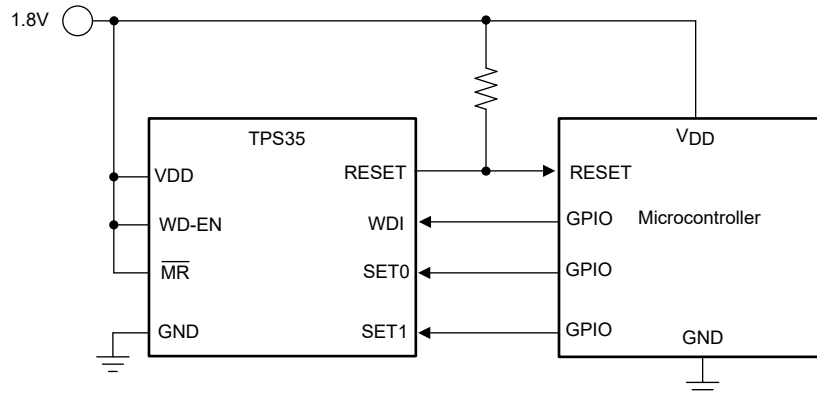 1.8V
TPS35
VDD
WD-EN
MR
GND
RESET
WDI
SET0
SET1
VDD
RESET
GPIO
Microcontroller
GPIO
GPIO
GND